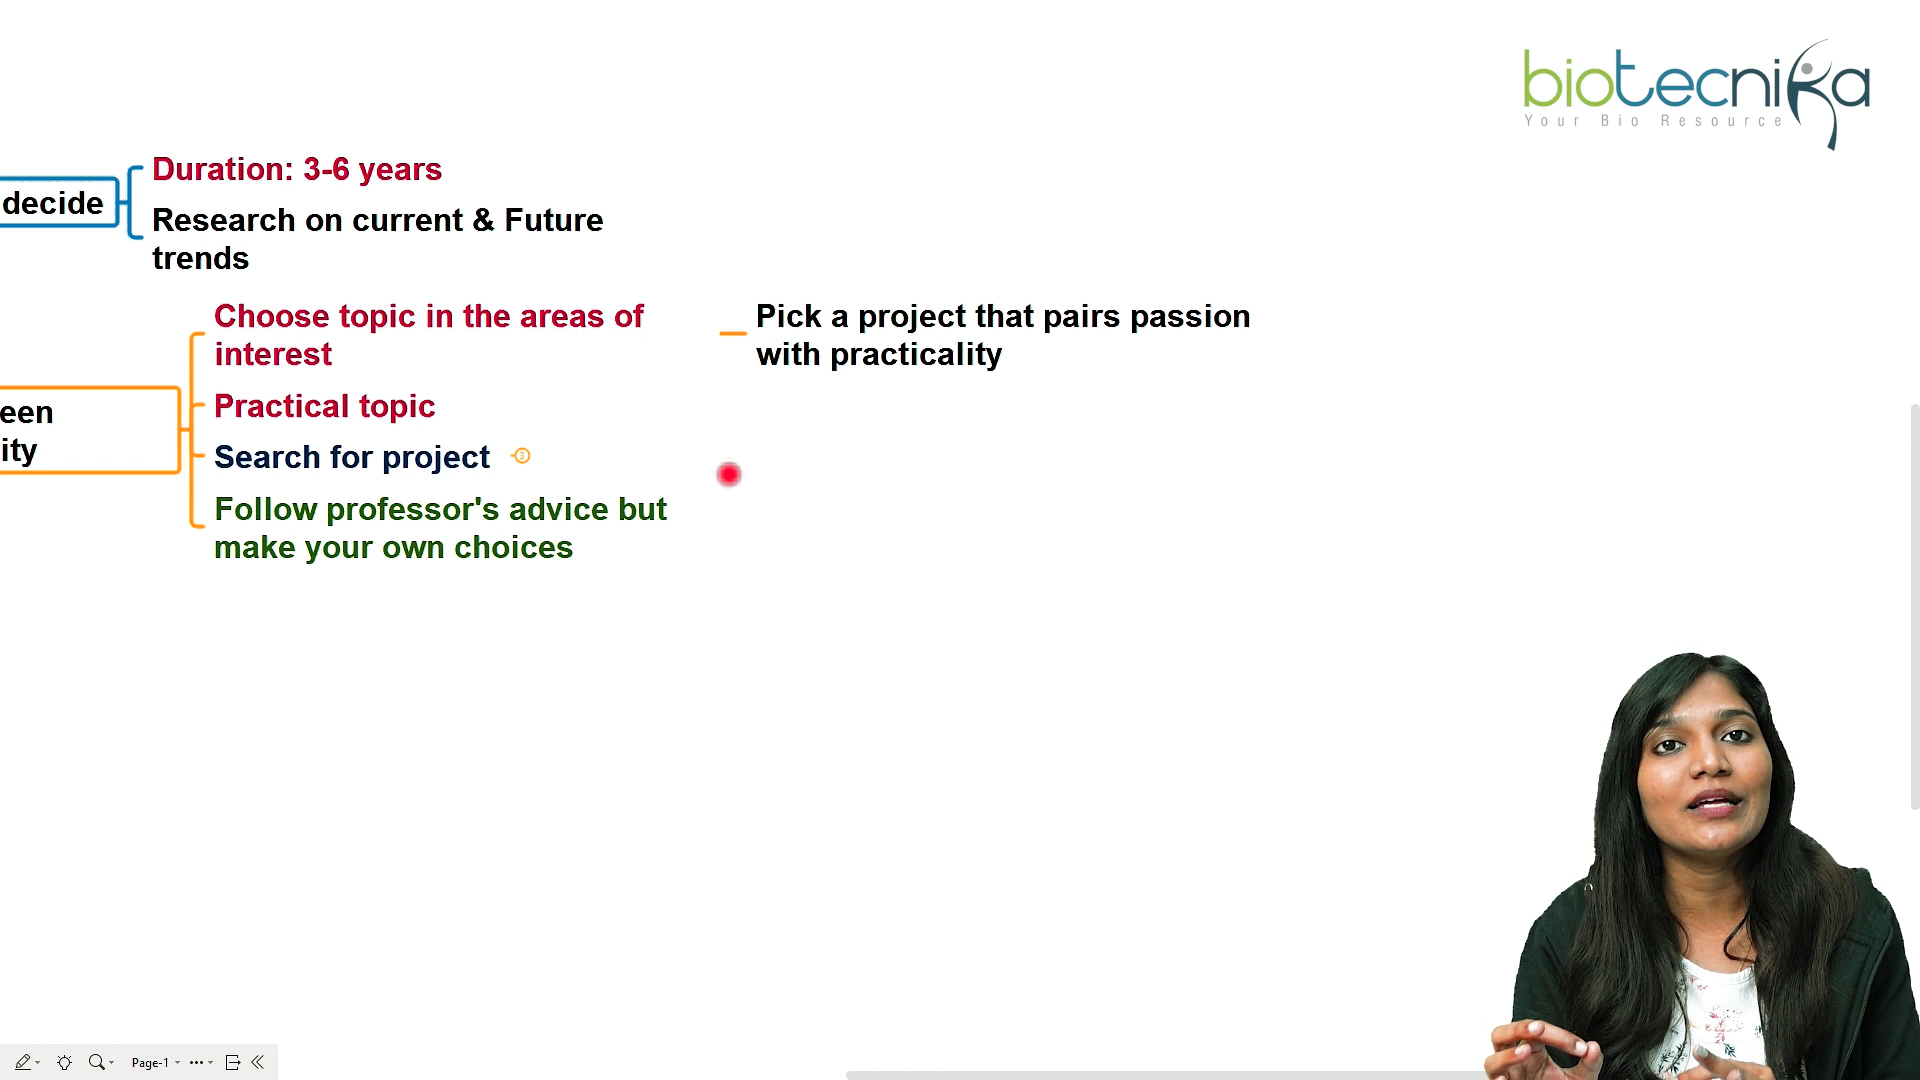 biotecnika
Your Bio Resource
decide
Duration: 3-6 years
Research on current & Future
trends
een
ity
Choose topic in the areas of
interest
Pick a project that pairs passion
with practicality
Practical topic
Search for project
3
Follow professor's advice but
make your own choices
Page-1